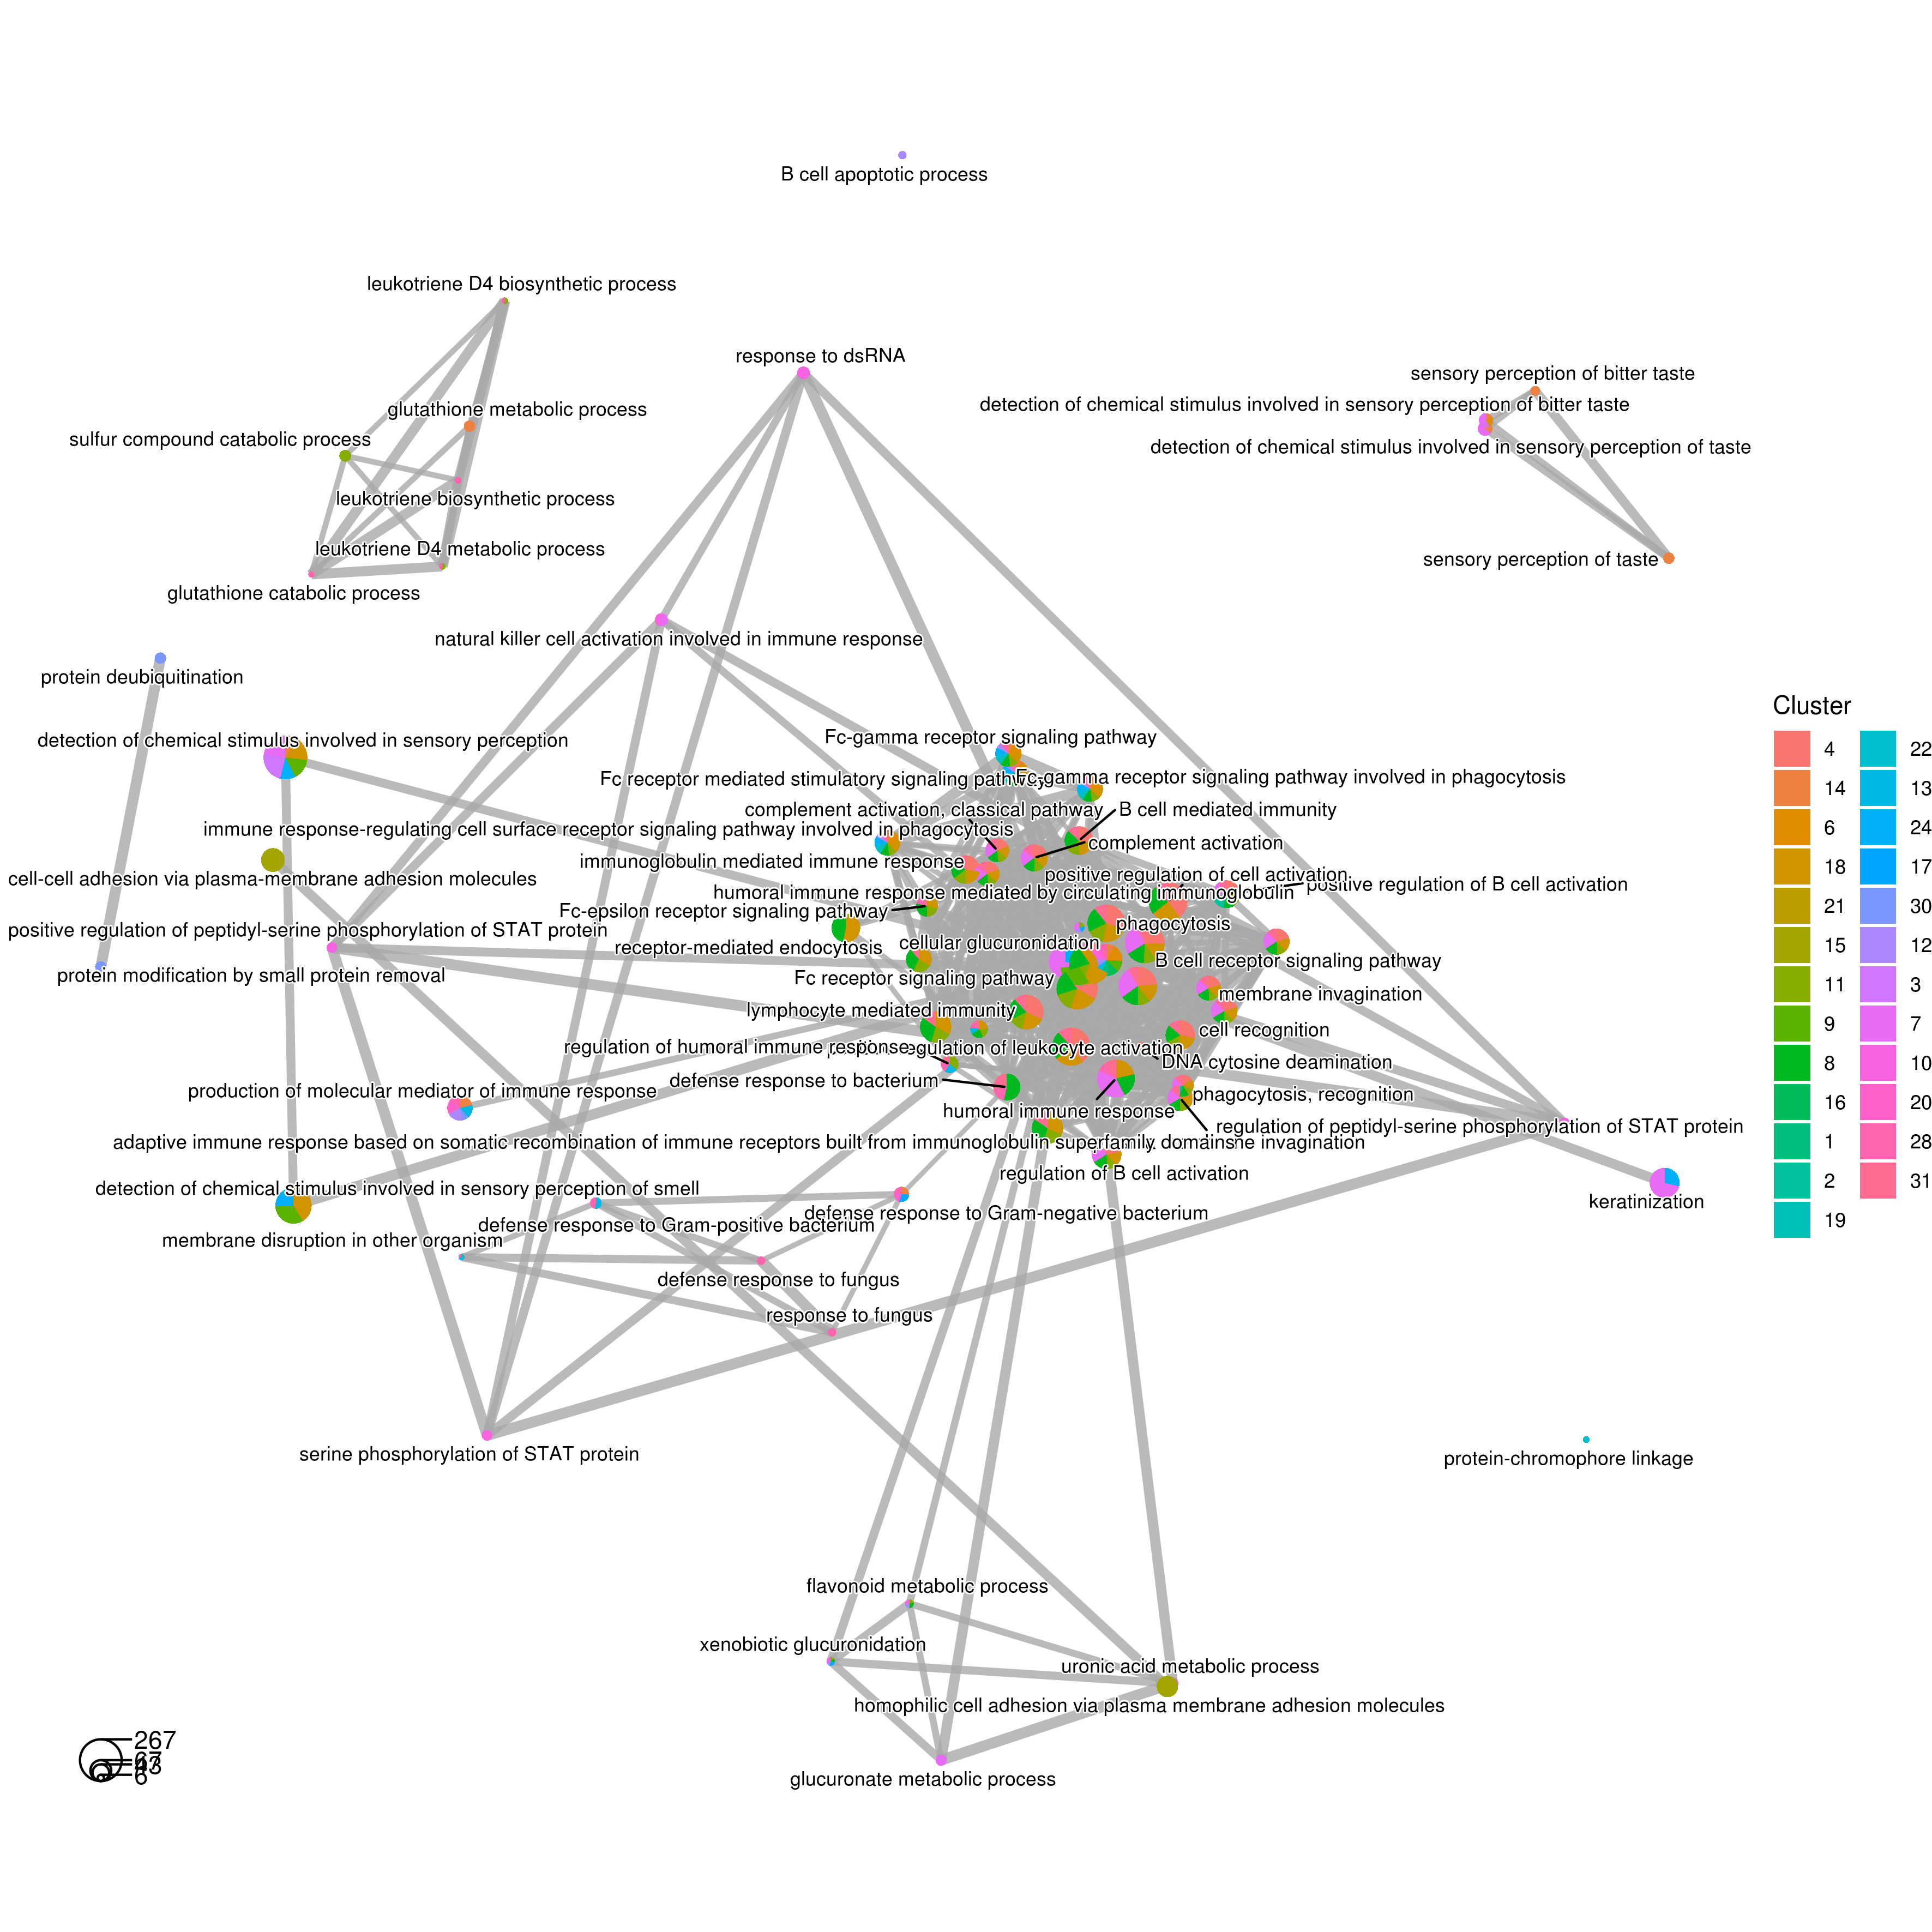 B cell apoptotic process
leukotriene D4 biosynthetic process
response to dsRNA
sensory perception of bitter taste
detection of chemical stimulus involved in sensory perception of bitter taste
glutathione metabolic process
sulfur compound catabolic process
detection of chemical stimulus involved in sensory perception of taste
leukotriene biosynthetic process
leukotriene D4 metabolic process
sensory perception of taste
glutathione catabolic process
natural killer cell activation involved in immune response
protein deubiquitination
Cluster
4
14
6
18
21
15
11
9
8
16
1
2
19
22
13
24
17
30
12
3
7
10
20
28
31
detection of chemical stimulus involved in sensory perception
Fc-gamma receptor signaling pathway
Fc receptor mediated stimulatory signaling pathway
Fc-gamma receptor signaling pathway involved in phagocytosis
complement activation, classical pathway
B cell mediated immunity
immune response-regulating cell surface receptor signaling pathway involved in phagocytosis
complement activation
immunoglobulin mediated immune response
positive regulation of cell activation
cell-cell adhesion via plasma-membrane adhesion molecules
positive regulation of B cell activation
humoral immune response mediated by circulating immunoglobulin
Fc-epsilon receptor signaling pathway
phagocytosis
positive regulation of peptidyl-serine phosphorylation of STAT protein
receptor-mediated endocytosis
cellular glucuronidation
B cell receptor signaling pathway
protein modification by small protein removal
Fc receptor signaling pathway
membrane invagination
lymphocyte mediated immunity
cell recognition
regulation of humoral immune response
regulation of leukocyte activation
DNA cytosine deamination
defense response to bacterium
production of molecular mediator of immune response
phagocytosis, recognition
humoral immune response
regulation of peptidyl-serine phosphorylation of STAT protein
adaptive immune response based on somatic recombination of immune receptors built from immunoglobulin superfamily domains
invagination
regulation of B cell activation
detection of chemical stimulus involved in sensory perception of smell
keratinization
defense response to Gram-negative bacterium
defense response to Gram-positive bacterium
membrane disruption in other organism
defense response to fungus
response to fungus
serine phosphorylation of STAT protein
protein-chromophore linkage
flavonoid metabolic process
xenobiotic glucuronidation
uronic acid metabolic process
homophilic cell adhesion via plasma membrane adhesion molecules
glucuronate metabolic process
267
67
6